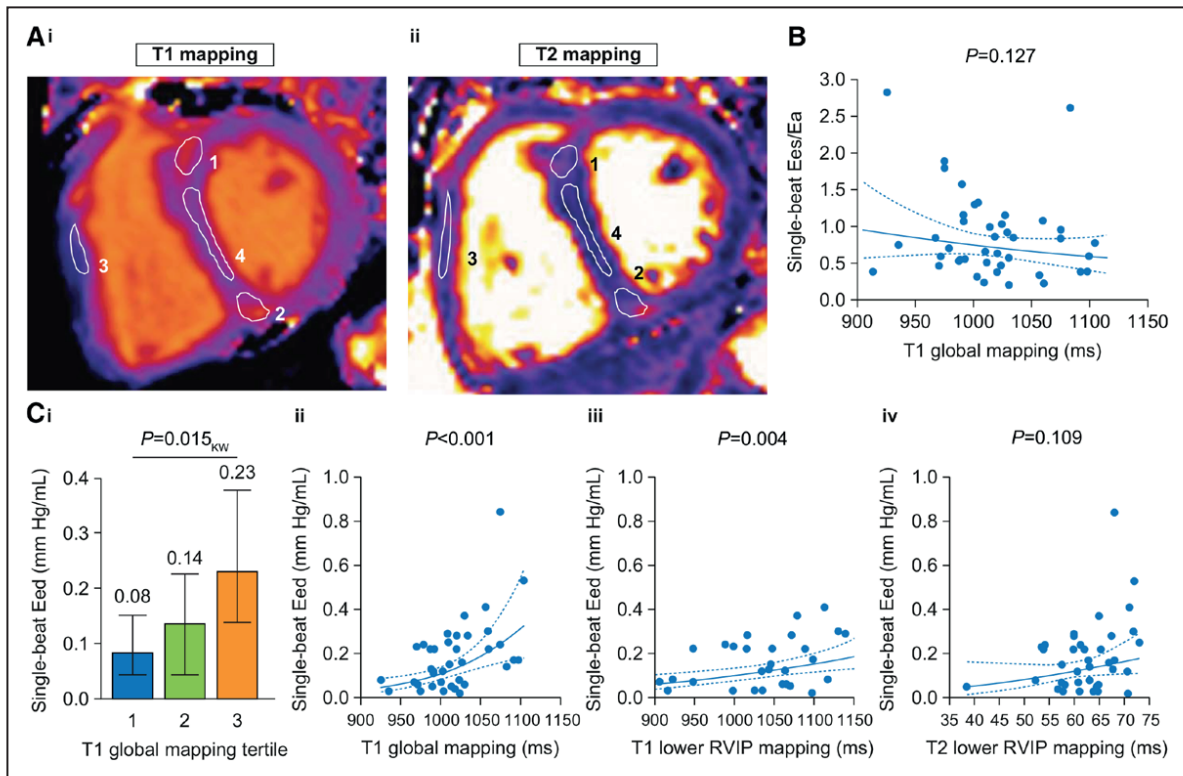 A i
T1 mapping
1
4
3
2
ii
T2 mapping
1
4
3
2
B
P=0.127
Single-beat Ees/Ea
3.0
2.5
2.0
1.5
1.0
0.5
0.0
900 950 1000 1050 1100 1150
T1 global mapping (ms)
C i
P=0.015KW
Single-beat Eed (mm Hg/mL)
0.4
0.3
0.2
0.1
0.0
0.08
0.14
0.23
1 2 3
T1 global mapping tertile
ii
P<0.001
Single-beat Eed (mm Hg/mL)
1.0
0.8
0.6
0.4
0.2
0.0
900 950 1000 1050 1100 1150
T1 global mapping (ms)
iii
P=0.004
Single-beat Eed (mm Hg/mL)
1.0
0.8
0.6
0.4
0.2
0.0
900 950 1000 1050 1100 1150
T1 lower RVIP mapping (ms)
iv
P=0.109
Single-beat Eed (mm Hg/mL)
1.0
0.8
0.6
0.4
0.2
0.0
35 40 45 50 55 60 65 70 75
T2 lower RVIP mapping (ms)